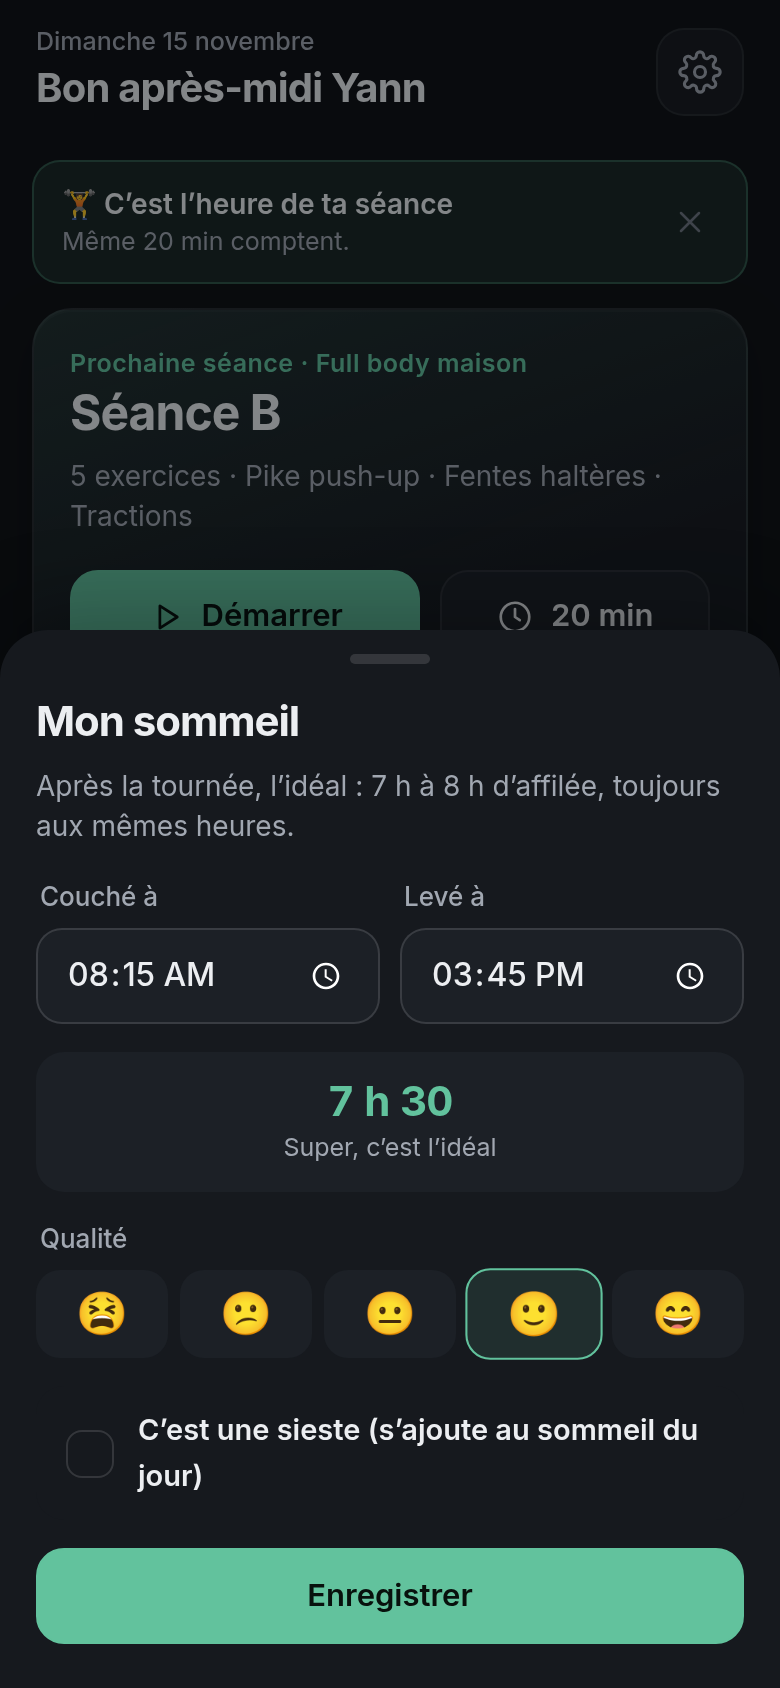 Dimanche 15 novembre
Bon après-midi Yann
🏋️ C’est l’heure de ta séance
Même 20 min comptent.
Prochaine séance · Full body maison
Séance B
5 exercices · Pike push-up · Fentes haltères ·
Tractions
Démarrer
20 min
Mon sommeil
Après la tournée, l’idéal : 7 h à 8 h d’affilée, toujours
aux mêmes heures.
Couché à
Levé à
08:15 AM
03:45 PM
7 h 30
Super, c’est l’idéal
Qualité
😫 😕 😐 🙂 😄
C’est une sieste (s’ajoute au sommeil du
jour)
Enregistrer